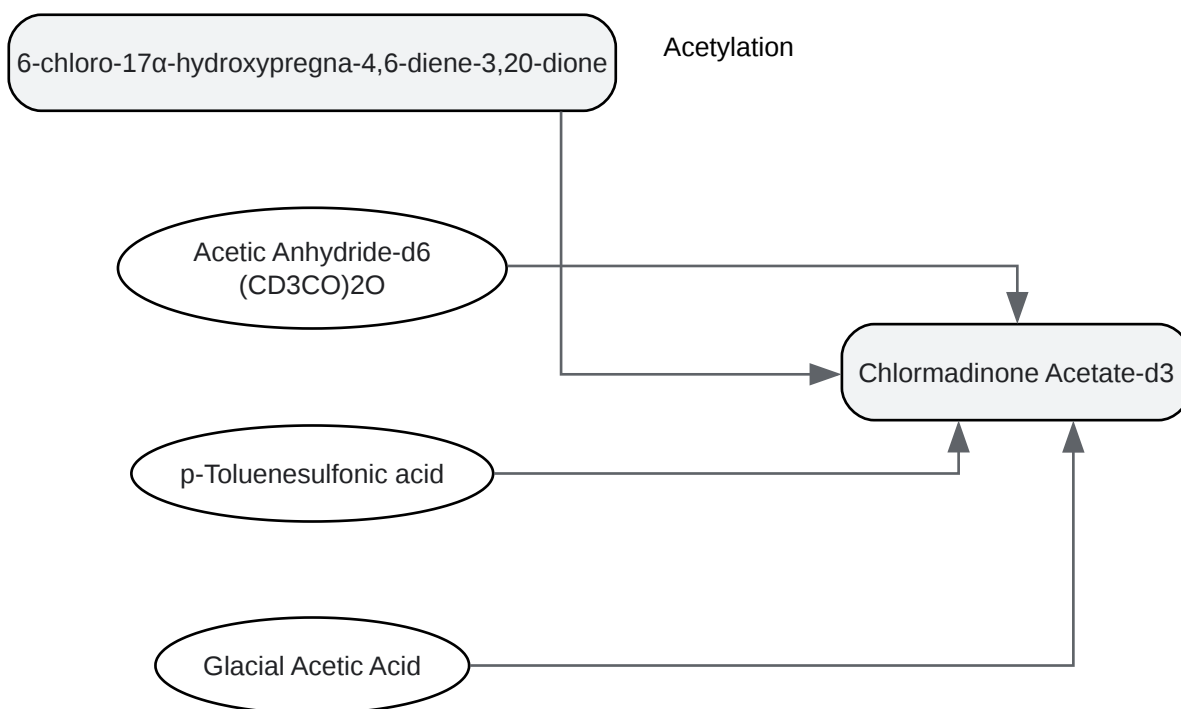 6-chloro-17α-hydroxypregna-4,6-diene-3,20-dione
Acetylation
Acetic Anhydride-d6
(CD3CO)2O
Chlormadinone Acetate-d3
p-Toluenesulfonic acid
Glacial Acetic Acid